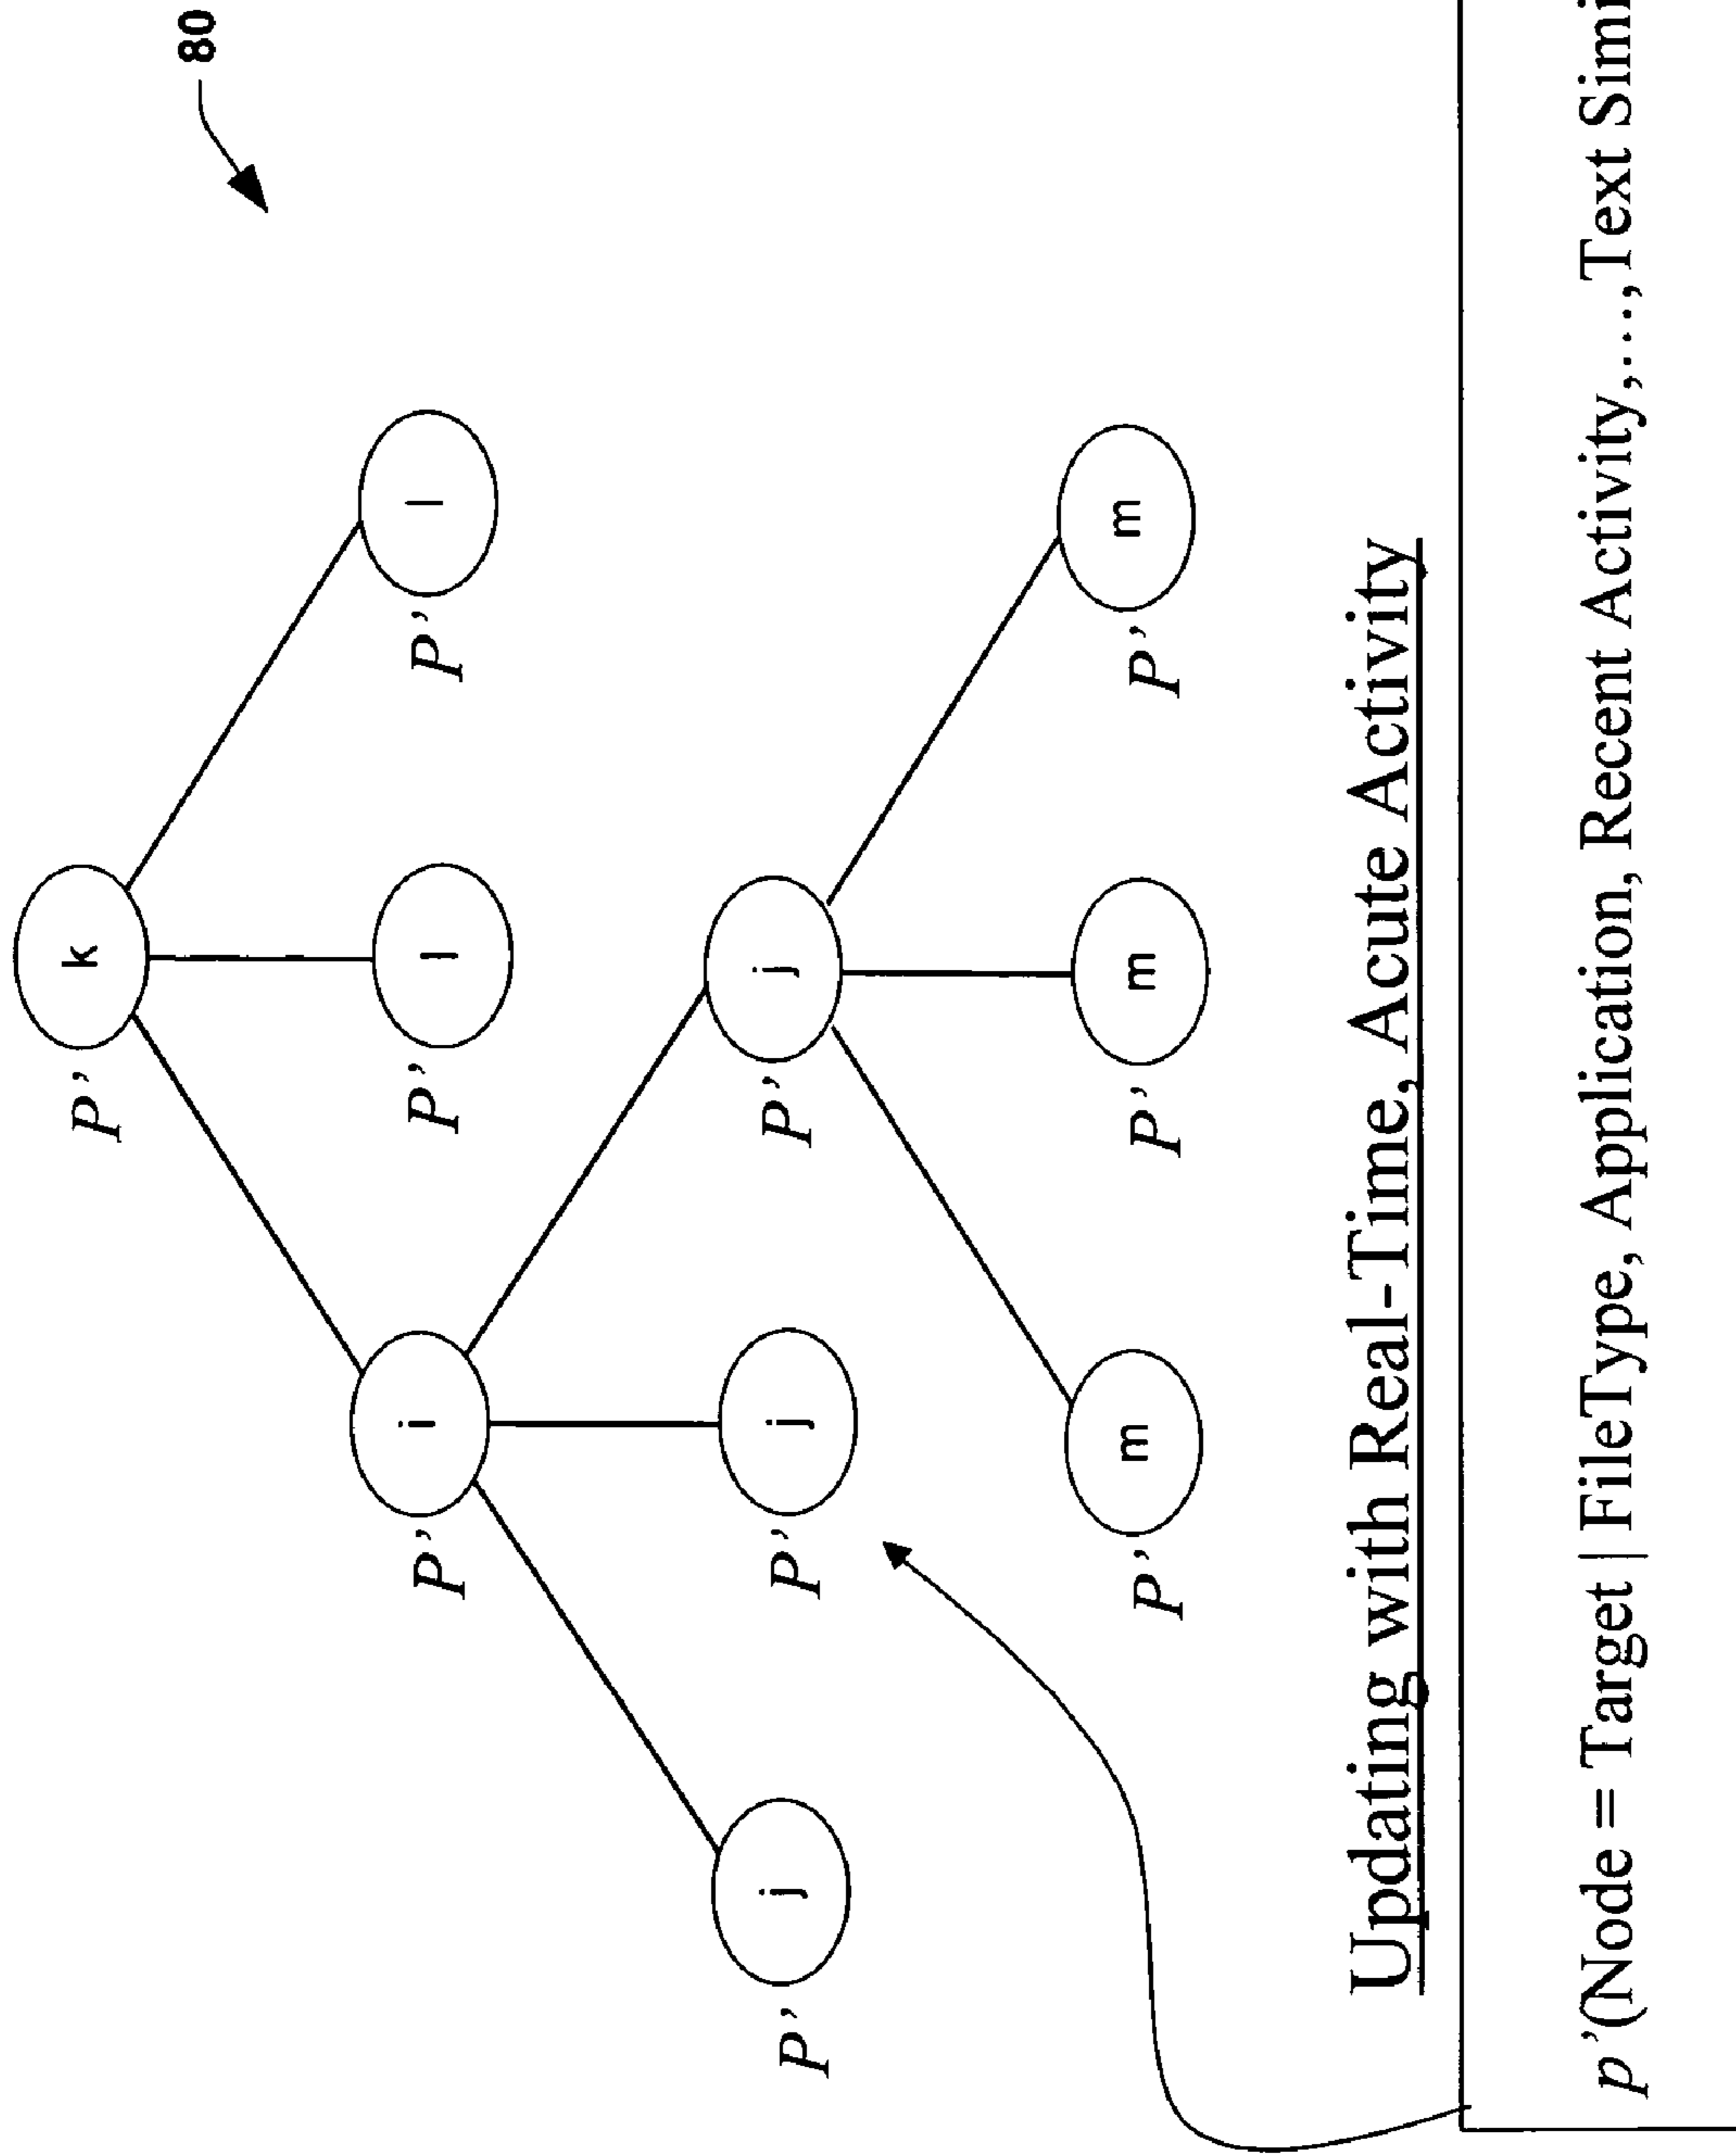 P' k
80
P' i P' l P' l
P' j P' j P' j
P' m P' m P' m
Updating with Real-Time, Acute Activity
p'(Node = Target | FileType, Application, Recent Activity,…,Text Simi